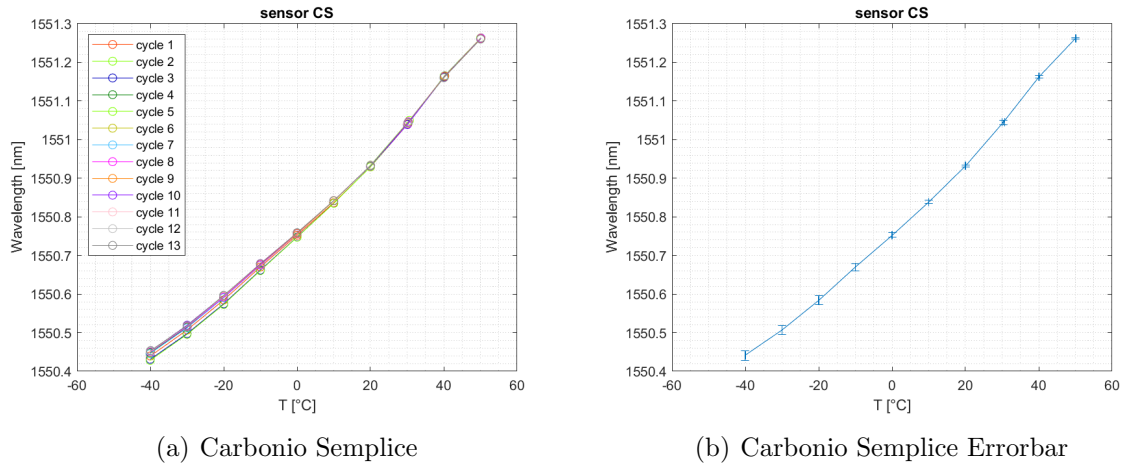 sensor CS
1551.3
1551.2
1551.1
1551
1550.9
1550.8
1550.7
1550.6
1550.5
1550.4
Wavelength [nm]
cycle 1
cycle 2
cycle 3
cycle 4
cycle 5
cycle 6
cycle 7
cycle 8
cycle 9
cycle 10
cycle 11
cycle 12
cycle 13
-60 -40 -20 0 20 40 60
T [°C]
(a) Carbonio Semplice
sensor CS
1551.3
1551.2
1551.1
1551
1550.9
1550.8
1550.7
1550.6
1550.5
1550.4
Wavelength [nm]
-60 -40 -20 0 20 40 60
T [°C]
(b) Carbonio Semplice Errorbar